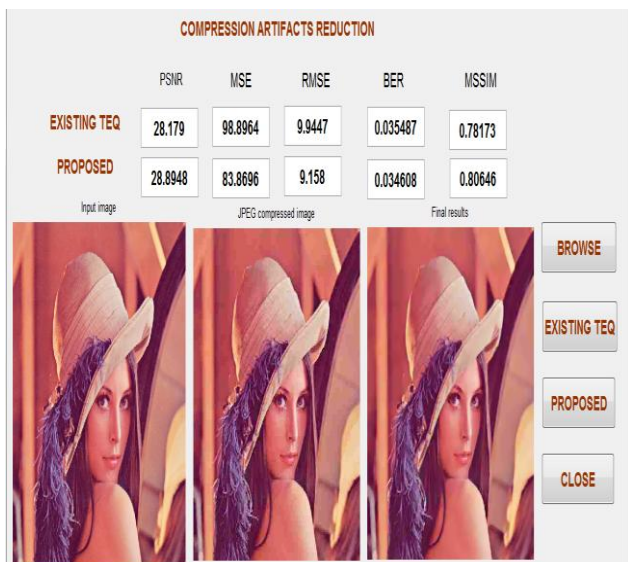 COMPRESSION ARTIFACTS REDUCTION
PSNR MSE RMSE BER MSSIM
EXISTING TEQ 28.179 98.8964 9.9447 0.035487 0.78173
PROPOSED 28.8948 83.8696 9.158 0.034608 0.80646
Input image JPEG compressed image Final results
BROWSE
EXISTING TEQ
PROPOSED
CLOSE